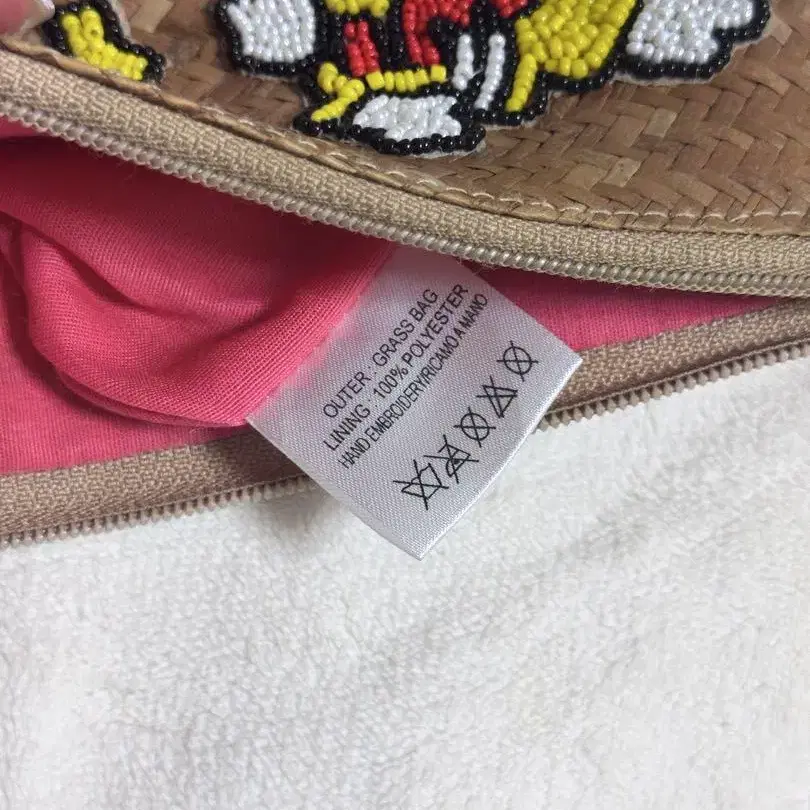 OUTER : GRASS BAG
LINING : 100% POLYESTER
HAND EMBROIDERY/RICAMO A MANO